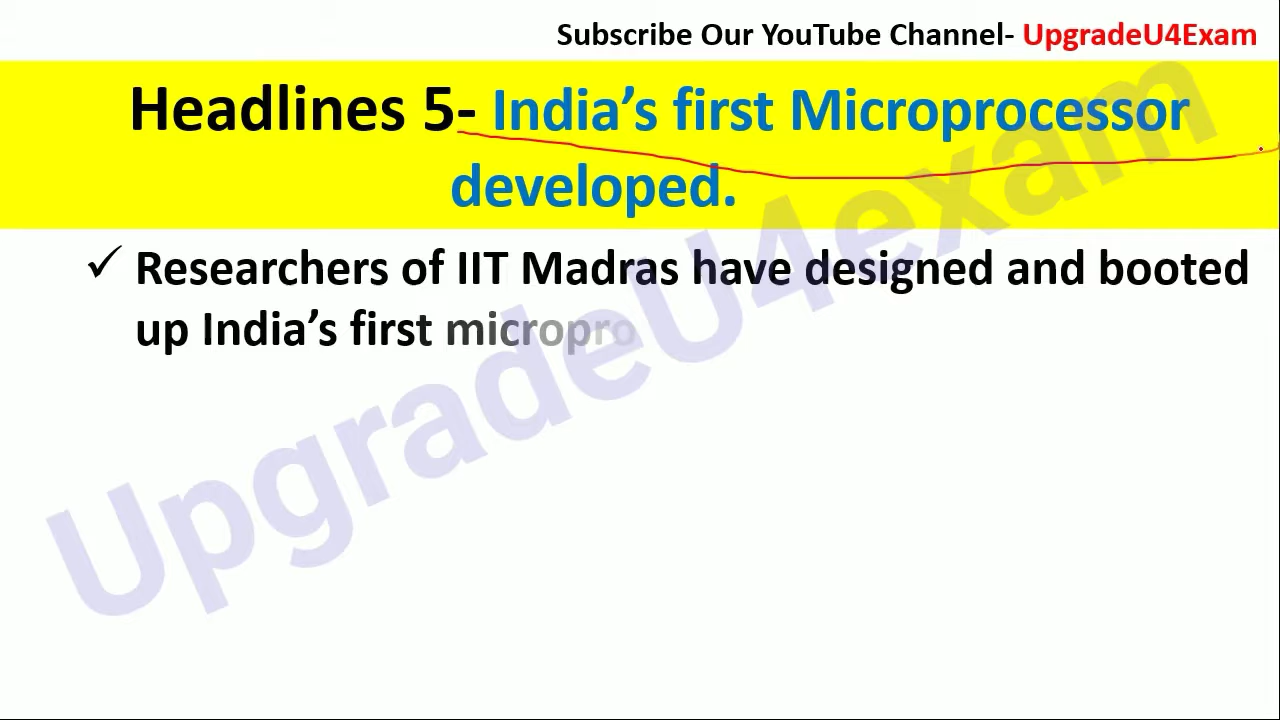 Subscribe Our YouTube Channel- UpgradeU4Exam
Headlines 5- India's first Microprocessor
developed.
✓ Researchers of IIT Madras have designed and booted
up India's first micropro
UpgradeU4exam